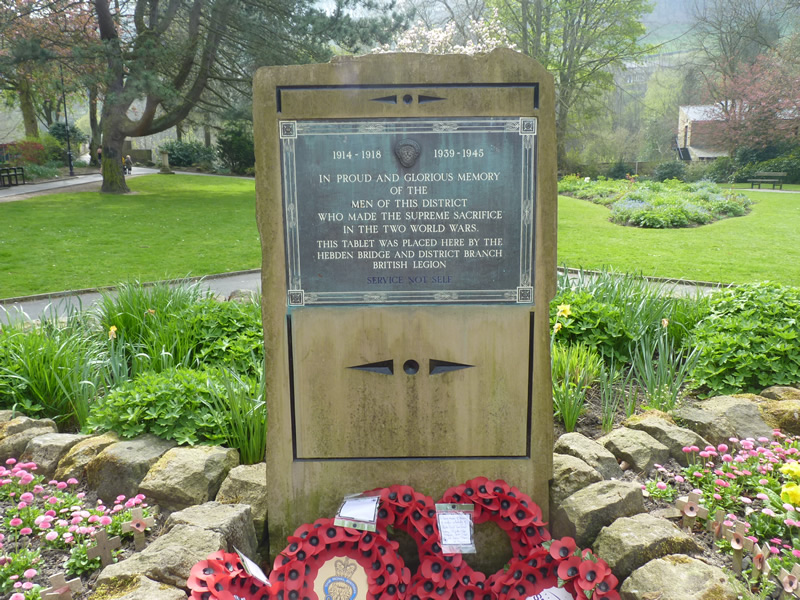 1914 - 1918 1939 - 1945
IN PROUD AND GLORIOUS MEMORY
OF THE
MEN OF THIS DISTRICT
WHO MADE THE SUPREME SACRIFICE
IN THE TWO WORLD WARS.
THIS TABLET WAS PLACED HERE BY THE
HEBDEN BRIDGE AND DISTRICT BRANCH
BRITISH LEGION
SERVICE NOT SELF